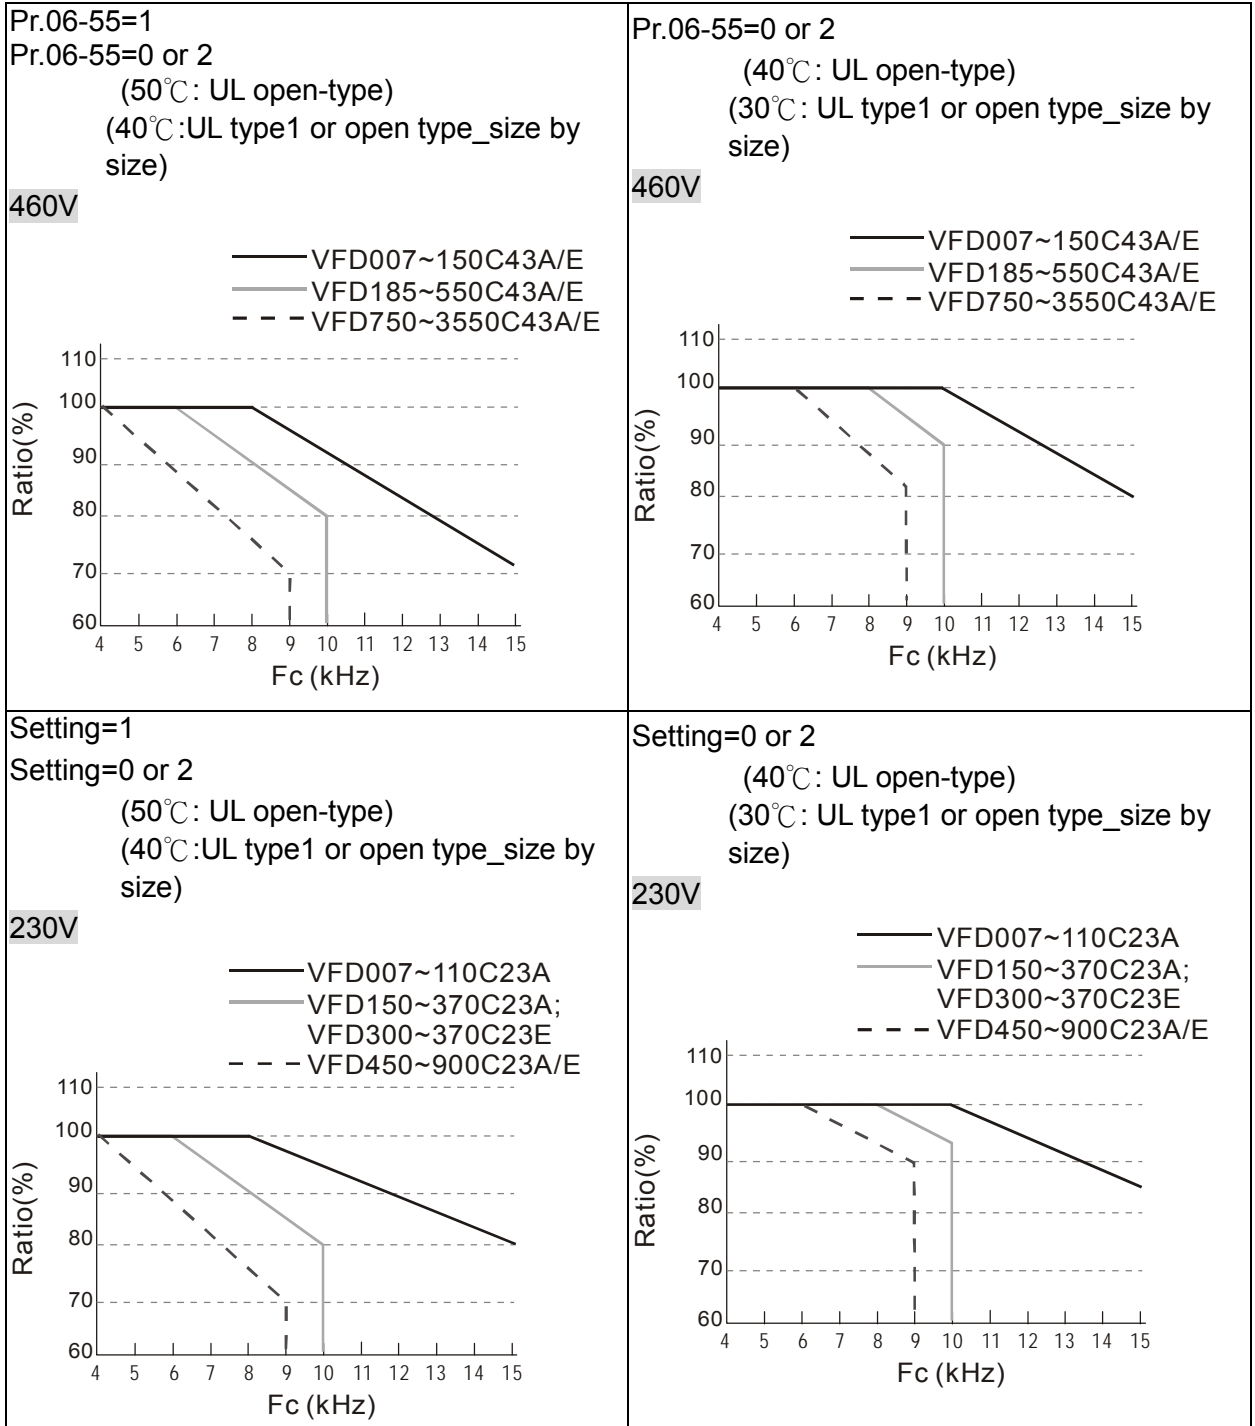 Pr.06-55=1
Pr.06-55=0 or 2
(50℃: UL open-type)
(40℃:UL type1 or open type_size by
size)
460V
VFD007~150C43A/E
VFD185~550C43A/E
VFD750~3550C43A/E
110
100
90
80
70
60
Ratio(%)
4 5 6 7 8 9 10 11 12 13 14 15
Fc (kHz)
Pr.06-55=0 or 2
(40℃: UL open-type)
(30℃: UL type1 or open type_size by
size)
460V
VFD007~150C43A/E
VFD185~550C43A/E
VFD750~3550C43A/E
110
100
90
80
70
60
Ratio(%)
4 5 6 7 8 9 10 11 12 13 14 15
Fc (kHz)
Setting=1
Setting=0 or 2
(50℃: UL open-type)
(40℃:UL type1 or open type_size by
size)
230V
VFD007~110C23A
VFD150~370C23A;
VFD300~370C23E
VFD450~900C23A/E
110
100
90
80
70
60
Ratio(%)
4 5 6 7 8 9 10 11 12 13 14 15
Fc (kHz)
Setting=0 or 2
(40℃: UL open-type)
(30℃: UL type1 or open type_size by
size)
230V
VFD007~110C23A
VFD150~370C23A;
VFD300~370C23E
VFD450~900C23A/E
110
100
90
80
70
60
Ratio(%)
4 5 6 7 8 9 10 11 12 13 14 15
Fc (kHz)